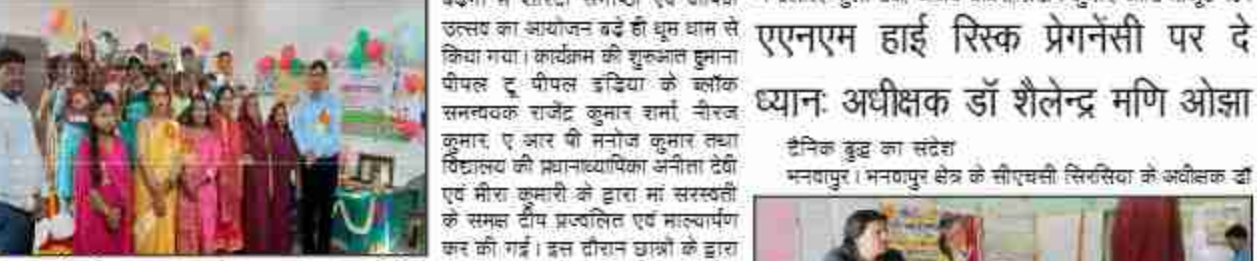 उत्सव का आयोजन बड़े ही धूम धाम से
किया गया। कार्यक्रम की शुरूआत हुमाना
पीपल टू पीपल इंडिया के ब्लॉक
समन्वयक राजेंद्र कुमार शर्मा, नीरज
कुमार, ए आर पी मनोज कुमार तथा
विद्यालय की प्रधानाध्यापिका अनीता देवी
एवं मीरा कुमारी के द्वारा मां सरस्वती
के समक्ष दीप प्रज्वलित एवं माल्यार्पण
कर की गई। इस दौरान छात्रों के द्वारा
एएनएम हाई रिस्क प्रेगनेंसी पर दे
ध्यानः अधीक्षक डॉ शैलेन्द्र मणि ओझा
दैनिक बुद्ध का संदेश
भनवापुर। भनवापुर क्षेत्र के सीएचसी सिरसिया के अधीक्षक डॉ